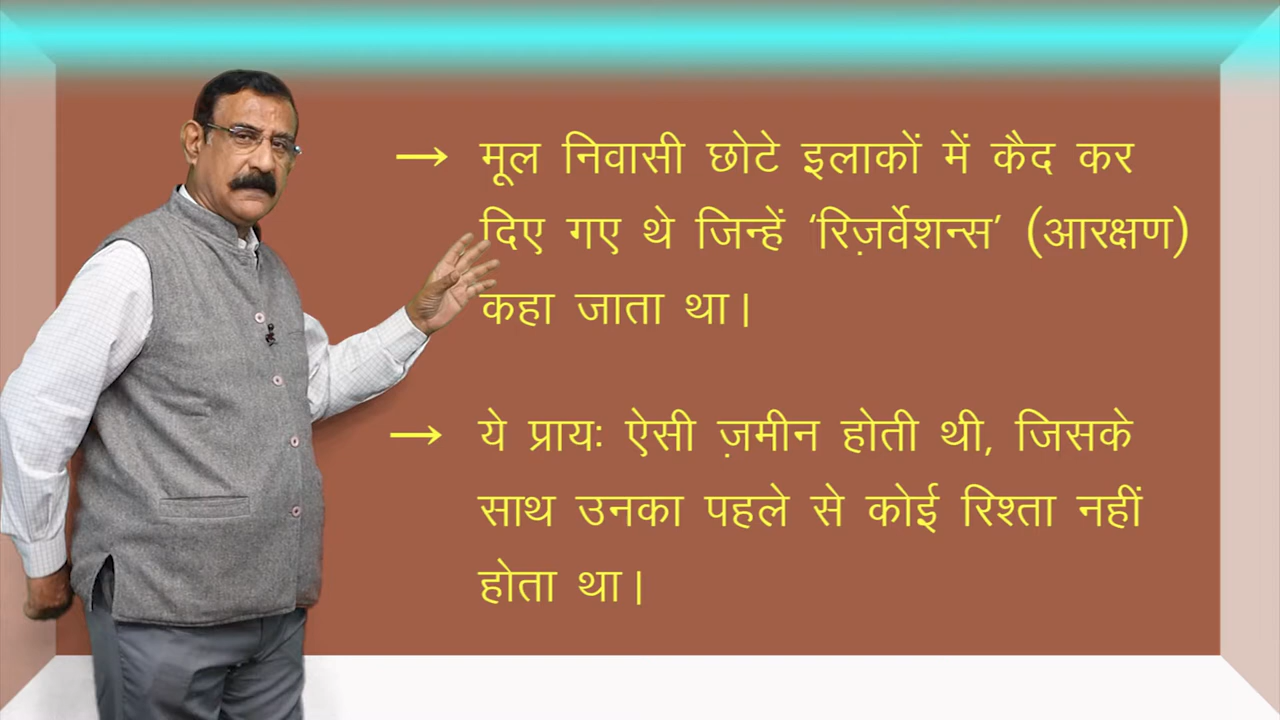 → मूल निवासी छोटे इलाकों में कैद कर
दिए गए थे जिन्हें ‘रिज़र्वेशन्स’ (आरक्षण)
कहा जाता था।
→ ये प्रायः ऐसी ज़मीन होती थी, जिसके
साथ उनका पहले से कोई रिश्ता नहीं
होता था।